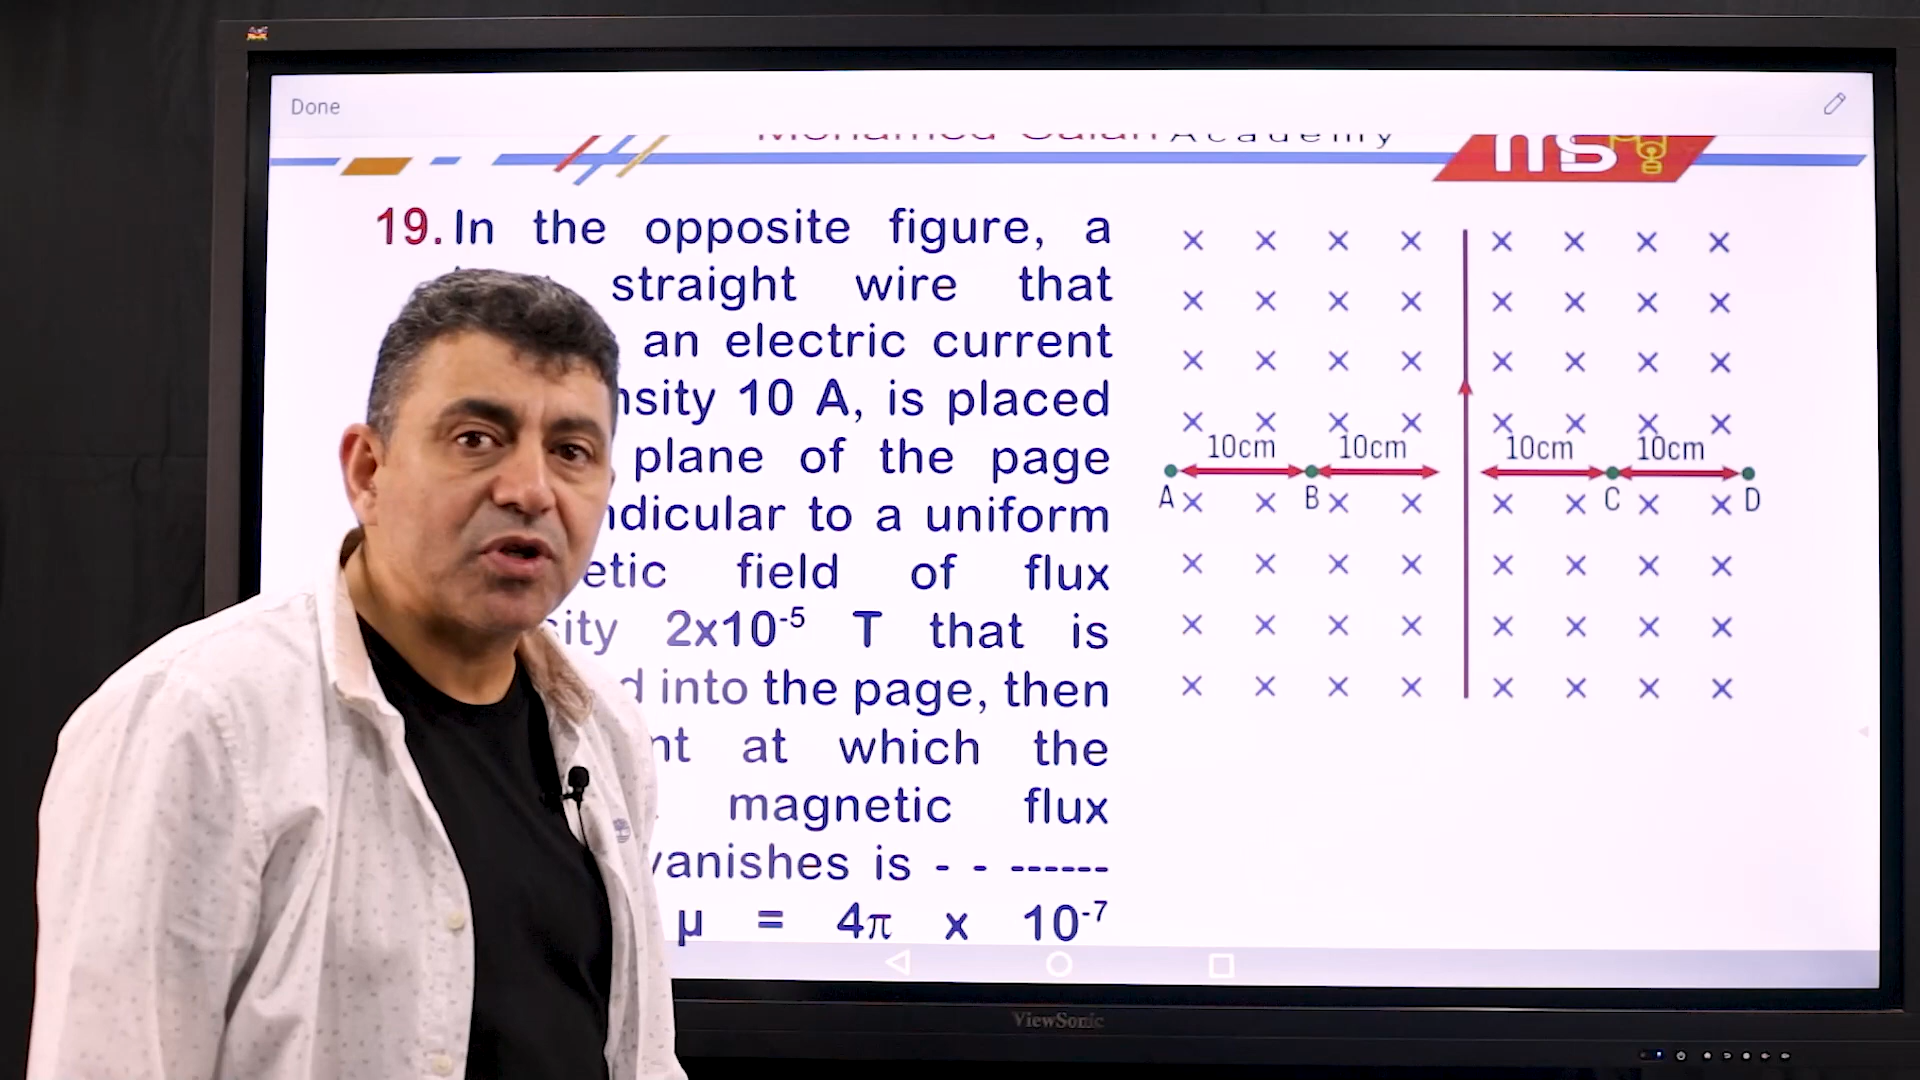 Done
Academy
19. In the opposite figure, a
straight wire that
an electric current
nsity 10 A, is placed
plane of the page
ndicular to a uniform
etic field of flux
sity 2x10⁻⁵ T that is
d into the page, then
nt at which the
magnetic flux
vanishes is - - ------
μ = 4π x 10⁻⁷
× × × × × × × ×
× × × × × × × ×
× × × × × × × ×
× × × × × × × ×
10cm 10cm 10cm 10cm
A × × B × × × × C × × D
× × × × × × × ×
× × × × × × × ×
× × × × × × × ×
ViewSonic